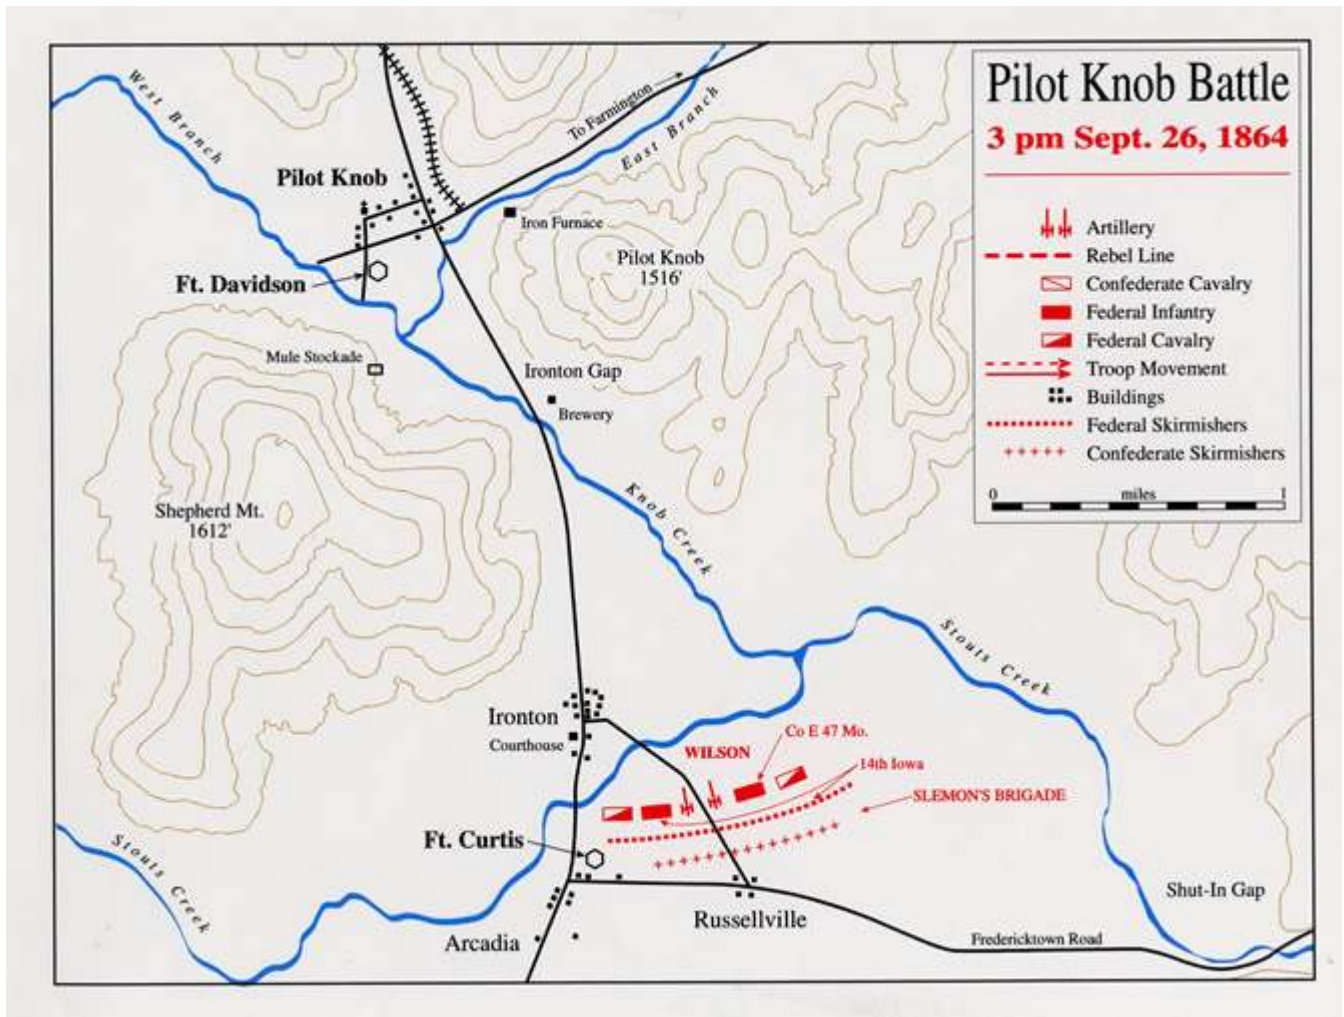 Pilot Knob Battle
3 pm Sept. 26, 1864
Artillery
Rebel Line
Confederate Cavalry
Federal Infantry
Federal Cavalry
Troop Movement
Buildings
Federal Skirmishers
Confederate Skirmishers
0 miles 1
West Branch
To Farmington
East Branch
Pilot Knob
Iron Furnace
Pilot Knob
1516'
Ft. Davidson
Mule Stockade
Ironton Gap
Brewery
Shepherd Mt.
1612'
Knob Creek
Stouts Creek
Ironton
Courthouse
WILSON
Co E 47 Mo.
14th Iowa
SLEMON'S BRIGADE
Ft. Curtis
Stouts Creek
Shut-In Gap
Russellville
Arcadia
Fredericktown Road